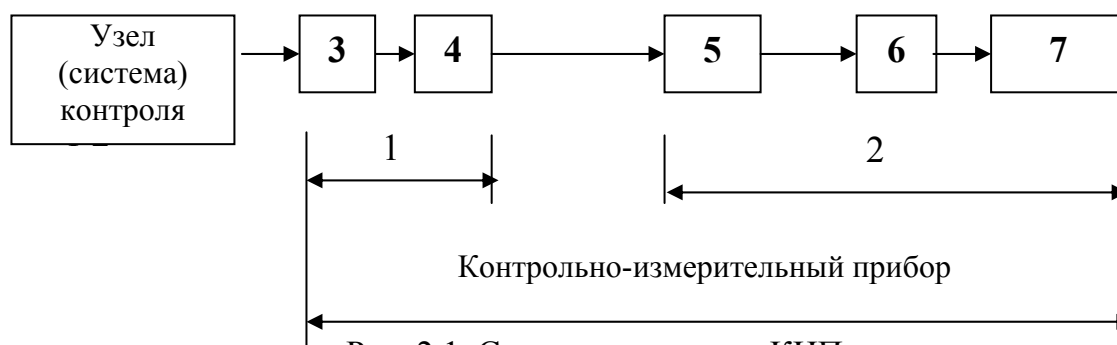 Узел
(система)
контроля
3 4 5 6 7
1 2
Контрольно-измерительный прибор